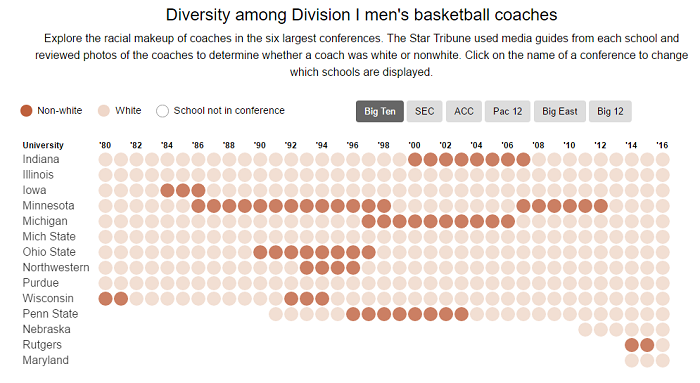 Diversity among Division I men's basketball coaches
Explore the racial makeup of coaches in the six largest conferences. The Star Tribune used media guides from each school and
reviewed photos of the coaches to determine whether a coach was white or nonwhite. Click on the name of a conference to change
which schools are displayed.
Non-white White School not in conference Big Ten SEC ACC Pac 12 Big East Big 12
University '80 '82 '84 '86 '88 '90 '92 '94 '96 '98 '00 '02 '04 '06 '08 '10 '12 '14 '16
Indiana
Illinois
Iowa
Minnesota
Michigan
Mich State
Ohio State
Northwestern
Purdue
Wisconsin
Penn State
Nebraska
Rutgers
Maryland